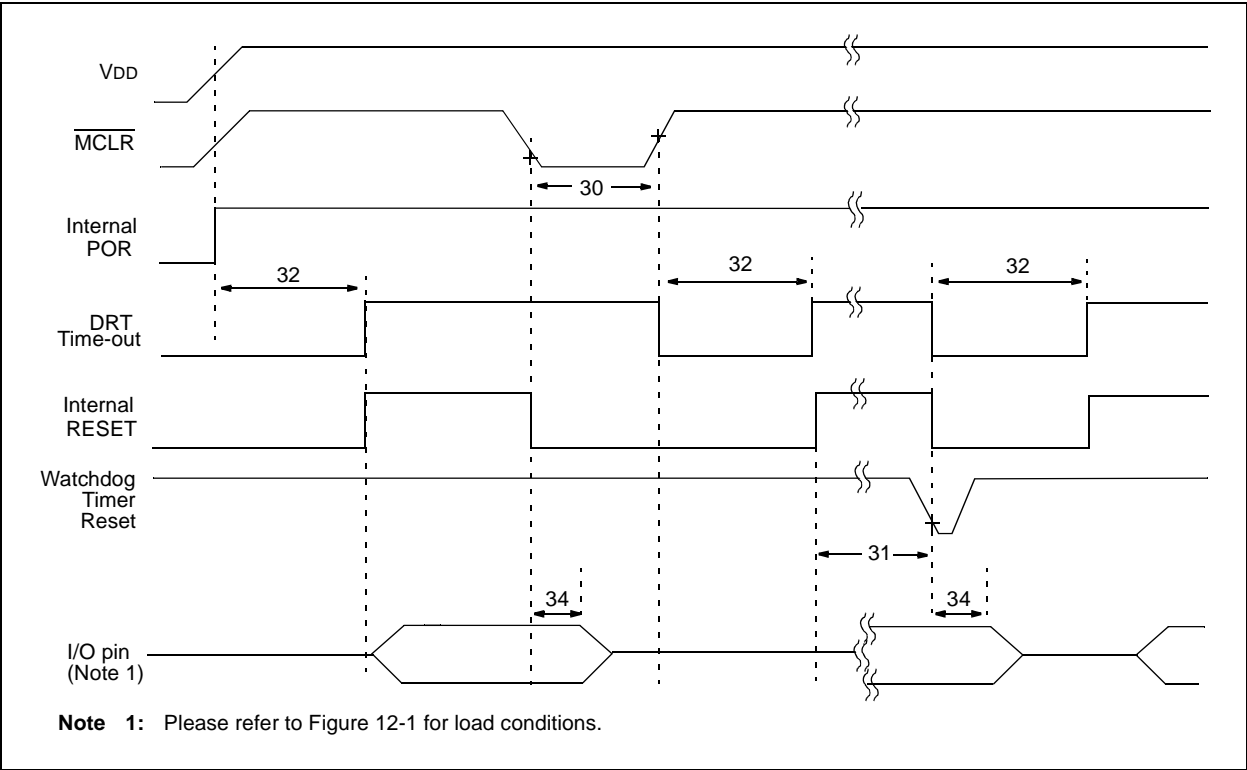 VDD
MCLR
30
Internal
POR
32
32
32
DRT
Time-out
Internal
RESET
Watchdog
Timer
Reset
31
34
34
I/O pin
(Note 1)
Note 1: Please refer to Figure 12-1 for load conditions.